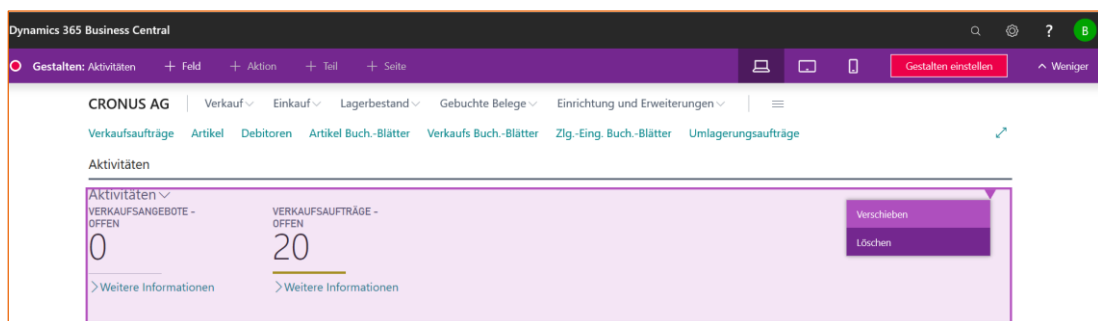 Dynamics 365 Business Central ? B
Gestalten: Aktivitäten + Feld + Aktion + Teil + Seite Gestalten einstellen Weniger
CRONUS AG Verkauf Einkauf Lagerbestand Gebuchte Belege Einrichtung und Erweiterungen
Verkaufsaufträge Artikel Debitoren Artikel Buch.-Blätter Verkaufs Buch.-Blätter Zlg.-Eing. Buch.-Blätter Umlagerungsaufträge
Aktivitäten
Aktivitäten
VERKAUFSANGEBOTE -
OFFEN
0
VERKAUFSAUFTRÄGE -
OFFEN
20
Verschieben
Löschen
Weitere Informationen
Weitere Informationen